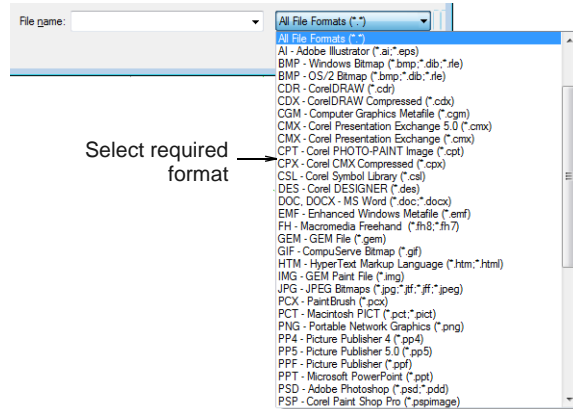 File name:
All File Formats (*.*)
All File Formats (*.*)
AI - Adobe Illustrator (*.ai;*.eps)
BMP - Windows Bitmap (*.bmp;*.dib;*.rle)
BMP - OS/2 Bitmap (*.bmp;*.dib;*.rle)
CDR - CorelDRAW (*.cdr)
CDX - CorelDRAW Compressed (*.cdx)
CGM - Computer Graphics Metafile (*.cgm)
CMX - Corel Presentation Exchange 5.0 (*.cmx)
CMX - Corel Presentation Exchange (*.cmx)
CPT - Corel PHOTO-PAINT Image (*.cpt)
CPX - Corel CMX Compressed (*.cpx)
CSL - Corel Symbol Library (*.csl)
DES - Corel DESIGNER (*.des)
DOC, DOCX - MS Word (*.doc;*.docx)
EMF - Enhanced Windows Metafile (*.emf)
FH - Macromedia Freehand (*.fh8;*.fh7)
GEM - GEM File (*.gem)
GIF - CompuServe Bitmap (*.gif)
HTM - HyperText Markup Language (*.htm;*.html)
IMG - GEM Paint File (*.img)
JPG - JPEG Bitmaps (*.jpg;*.jtf;*.jff;*.jpeg)
PCX - PaintBrush (*.pcx)
PCT - Macintosh PICT (*.pct;*.pict)
PNG - Portable Network Graphics (*.png)
PP4 - Picture Publisher 4 (*.pp4)
PP5 - Picture Publisher 5.0 (*.pp5)
PPF - Picture Publisher (*.ppf)
PPT - Microsoft PowerPoint (*.ppt)
PSD - Adobe Photoshop (*.psd;*.pdd)
PSP - Corel Paint Shop Pro (*.pspimage)
Select required
format